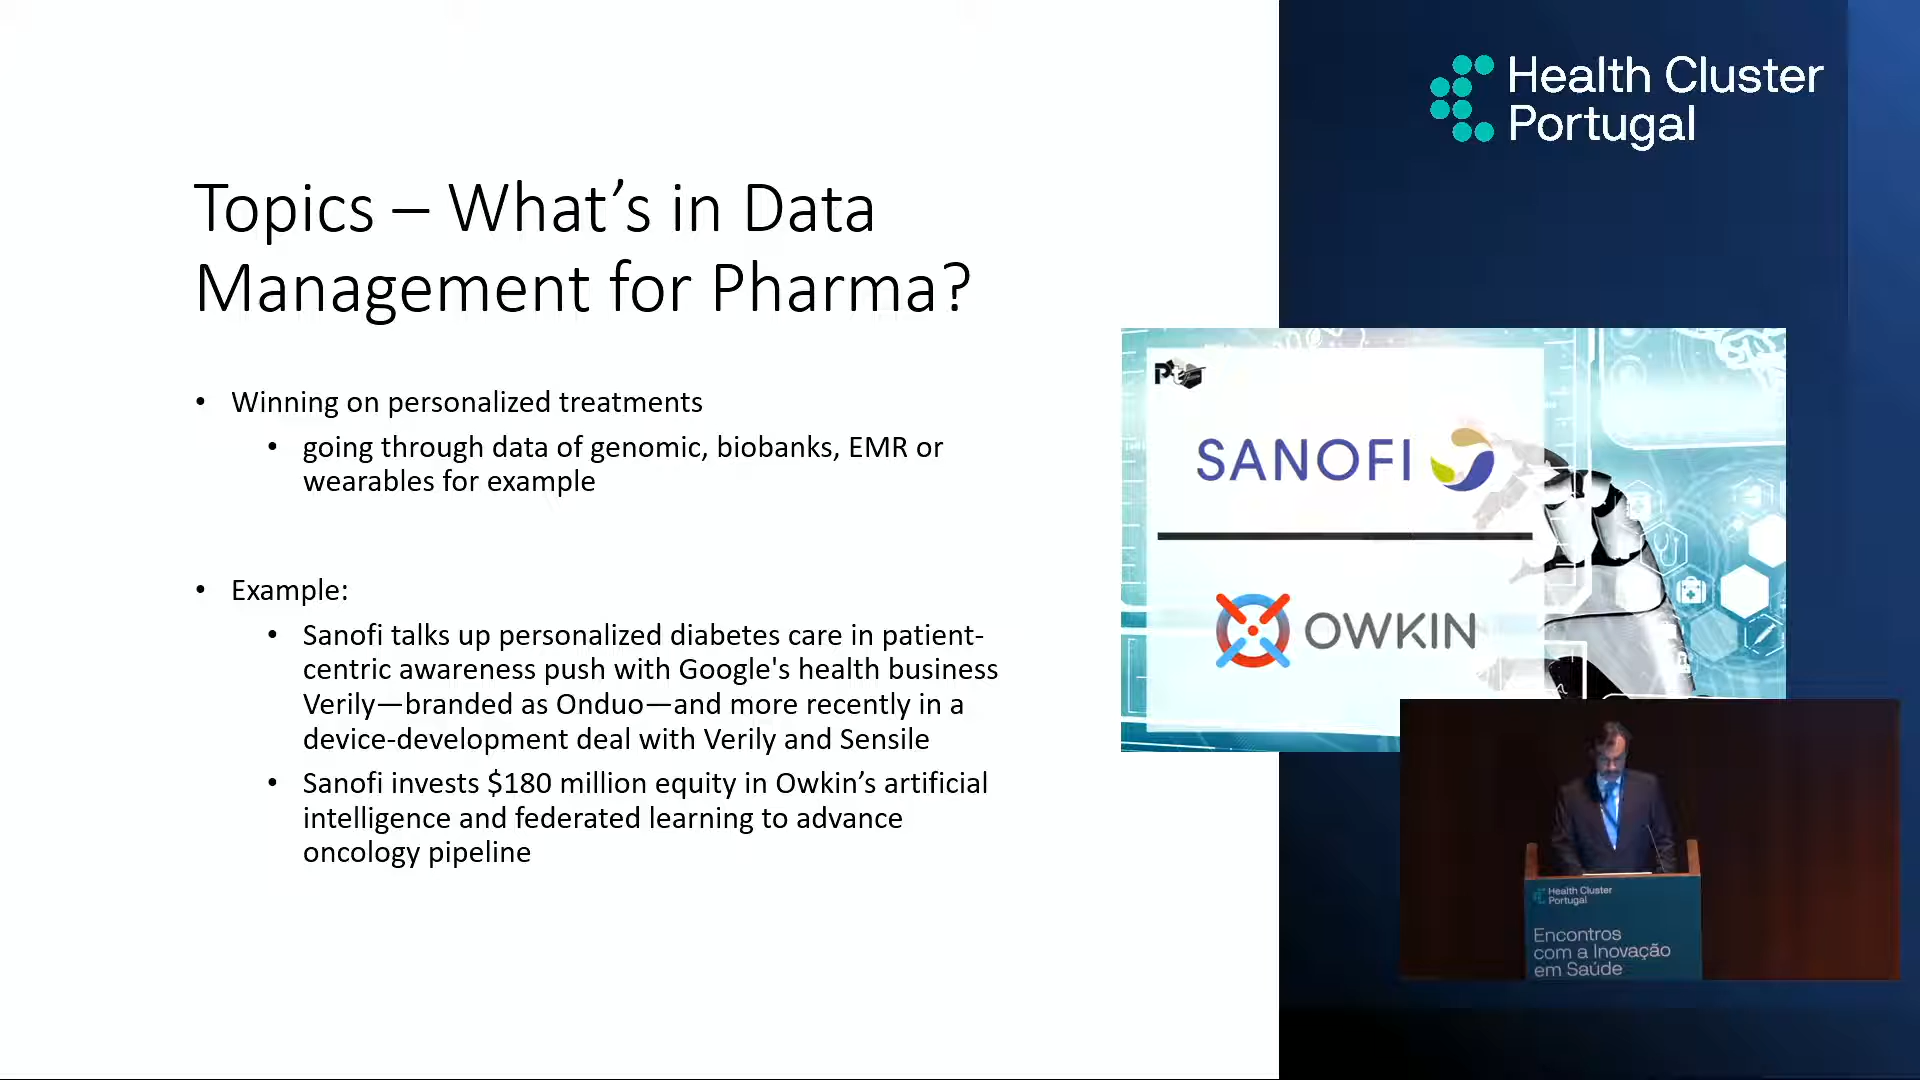 Health Cluster
Portugal
Topics – What’s in Data
Management for Pharma?
• Winning on personalized treatments
• going through data of genomic, biobanks, EMR or
wearables for example
• Example:
• Sanofi talks up personalized diabetes care in patient-
centric awareness push with Google's health business
Verily—branded as Onduo—and more recently in a
device-development deal with Verily and Sensile
• Sanofi invests $180 million equity in Owkin’s artificial
intelligence and federated learning to advance
oncology pipeline
SANOFI
OWKIN
Health Cluster
Portugal
Encontros
com a Inovação
em Saúde